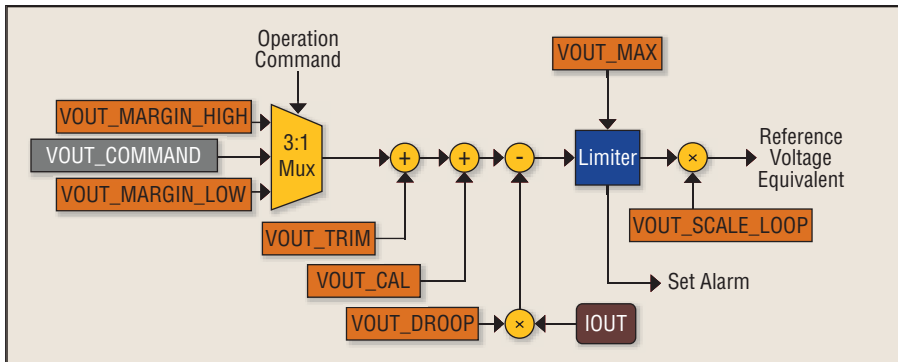 Operation
Command
VOUT_MAX
VOUT_MARGIN_HIGH
3:1
Mux
VOUT_COMMAND
+
+
-
Limiter
×
Reference
Voltage
Equivalent
VOUT_MARGIN_LOW
VOUT_TRIM
VOUT_SCALE_LOOP
VOUT_CAL
Set Alarm
VOUT_DROOP
×
IOUT